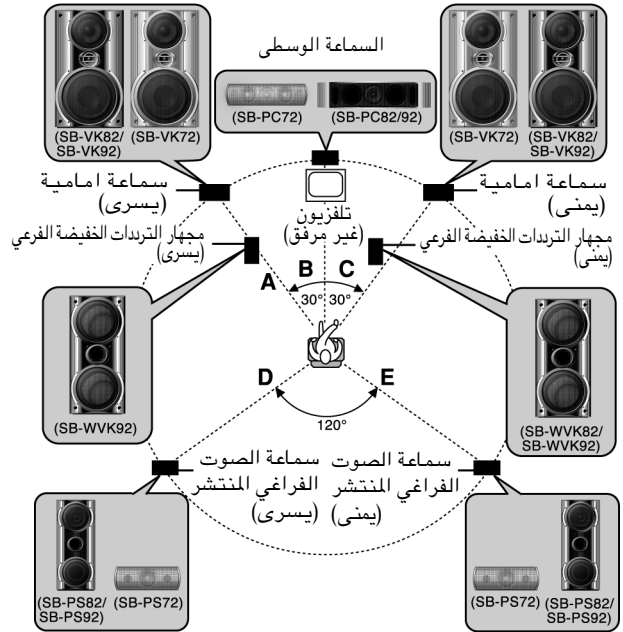 السماعة الوسطى
(SB-VK82/
SB-VK92)
(SB-VK72)
(SB-PC72)
(SB-PC82/92)
(SB-VK72)
(SB-VK82/
SB-VK92)
سماعة امامية
(يسرى)
سماعة امامية
(يمنى)
تلفزيون
(غير مرفق)
مجهار الترددات الخفيضة الفرعي
(يسرى)
مجهار الترددات الخفيضة الفرعي
(يمنى)
A
B
C
30°
30°
(SB-WVK92)
(SB-WVK82/
SB-WVK92)
D
E
120°
سماعة الصوت
الفراغي المنتشر
(يسرى)
سماعة الصوت
الفراغي المنتشر
(يمنى)
(SB-PS82/
SB-PS92)
(SB-PS72)
(SB-PS72)
(SB-PS82/
SB-PS92)